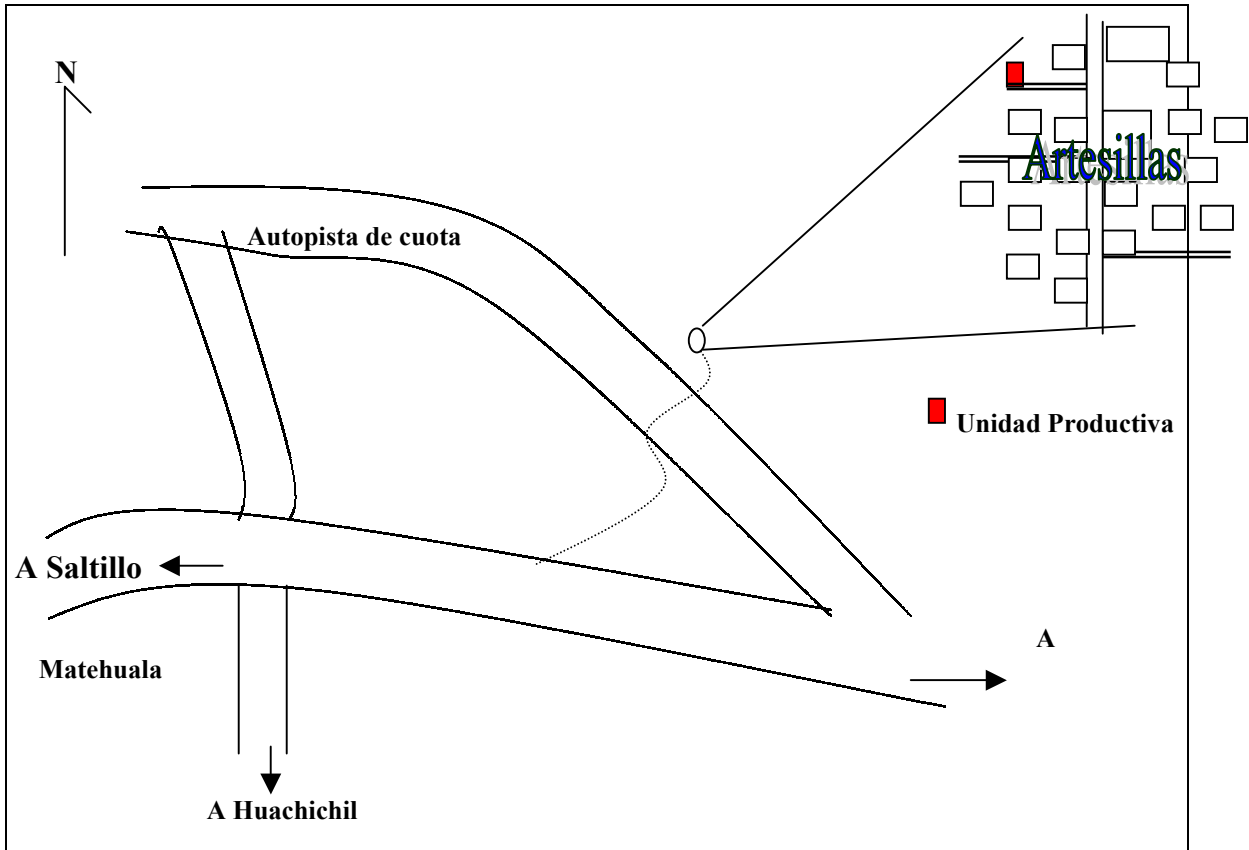 N
Artesillas
Autopista de cuota
Unidad Productiva
A Saltillo
A
Matehuala
A Huachichil